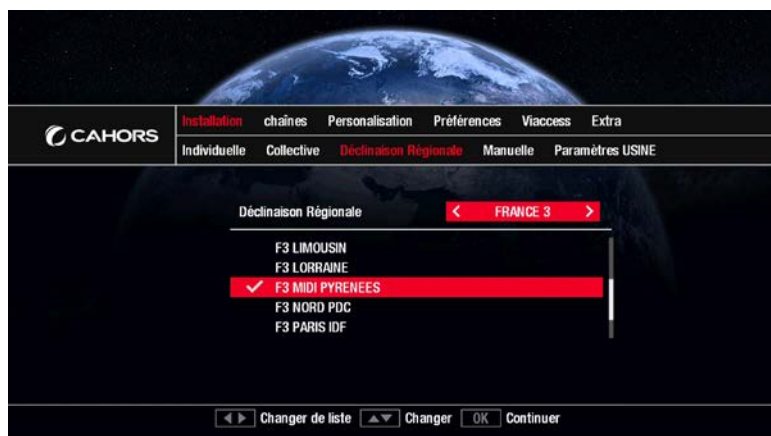 CAHORS
Installation chaînes Personalisation Préférences Viaccess Extra
Individuelle Collective Déclinaison Régionale Manuelle Paramètres USINE
Déclinaison Régionale < FRANCE 3 >
F3 LIMOUSIN
F3 LORRAINE
✓ F3 MIDI PYRENEES
F3 NORD PDC
F3 PARIS IDF
◄► Changer de liste ▲▼ Changer OK Continuer